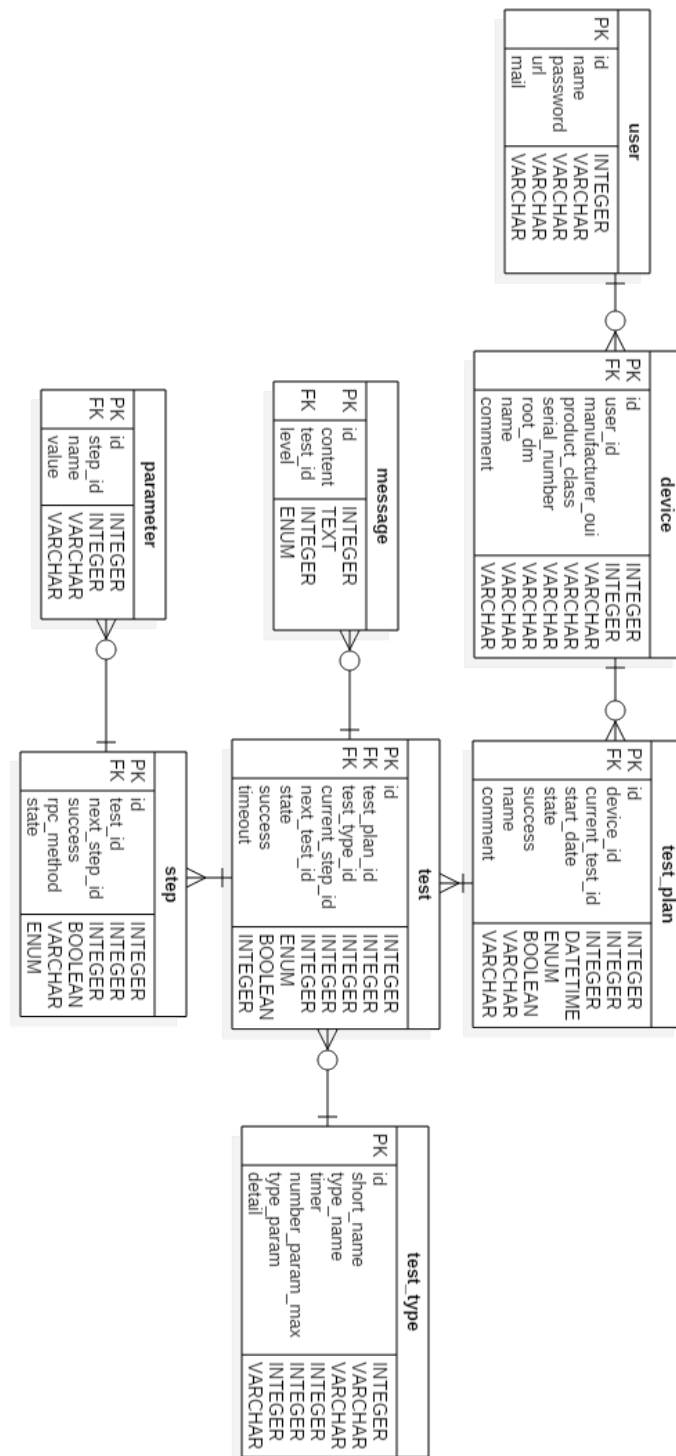 user
PK id INTEGER
name VARCHAR
password VARCHAR
url VARCHAR
mail VARCHAR
device
PK id INTEGER
FK user_id INTEGER
manufacturer_oui VARCHAR
product_class VARCHAR
serial_number VARCHAR
root_dm VARCHAR
name VARCHAR
comment VARCHAR
test_plan
PK id INTEGER
FK device_id INTEGER
current_test_id INTEGER
start_date DATETIME
state ENUM
success BOOLEAN
name VARCHAR
comment VARCHAR
message
PK id INTEGER
content TEXT
FK test_id INTEGER
level ENUM
test
PK id INTEGER
FK test_plan_id INTEGER
FK test_type_id INTEGER
current_step_id INTEGER
next_test_id INTEGER
state ENUM
success BOOLEAN
timeout INTEGER
test_type
PK id INTEGER
short_name VARCHAR
type_name VARCHAR
timer INTEGER
number_param_max INTEGER
type_param INTEGER
detail VARCHAR
parameter
PK id INTEGER
FK step_id INTEGER
name VARCHAR
value VARCHAR
step
PK id INTEGER
FK test_id INTEGER
next_step_id INTEGER
success BOOLEAN
rpc_method VARCHAR
state ENUM